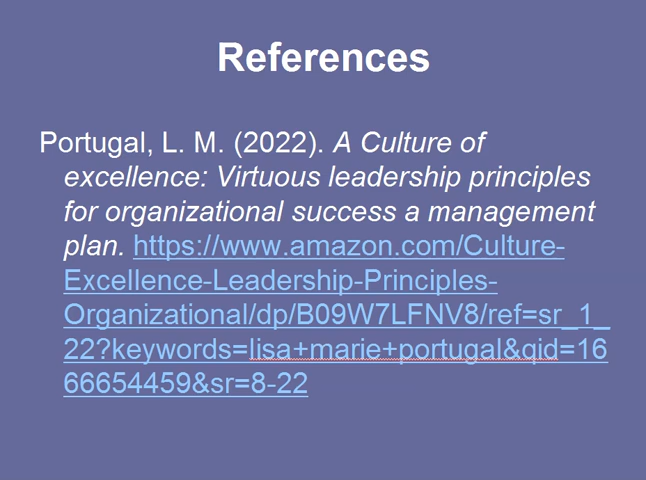 References
Portugal, L. M. (2022). A Culture of
excellence: Virtuous leadership principles
for organizational success a management
plan. https://www.amazon.com/Culture-
Excellence-Leadership-Principles-
Organizational/dp/B09W7LFNV8/ref=sr_1_
22?keywords=lisa+marie+portugal&qid=16
66654459&sr=8-22